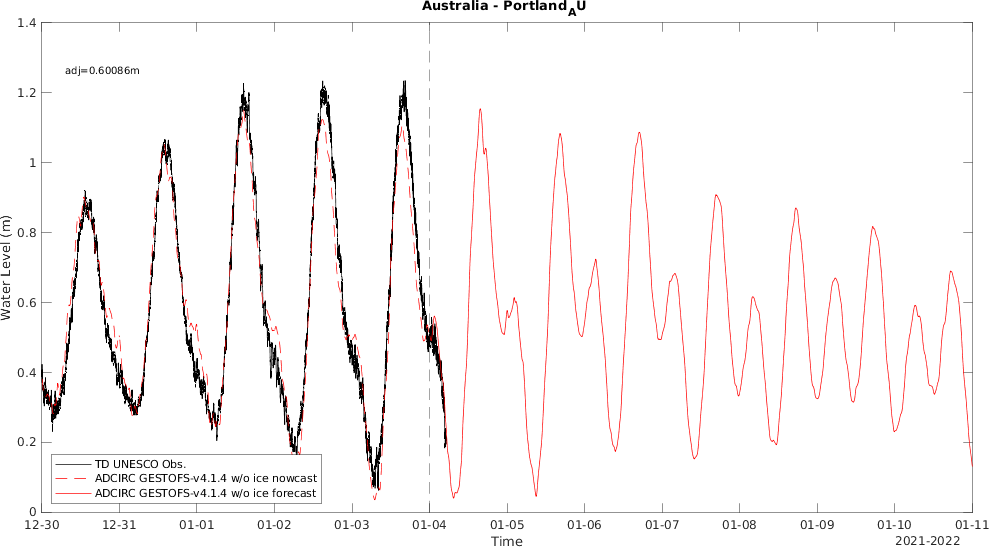 Australia - Portland_AU
1.4
adj=0.60086m
1.2
1
0.8
0.6
0.4
0.2
0
Water Level (m)
TD UNESCO Obs.
ADCIRC GESTOFS-v4.1.4 w/o ice nowcast
ADCIRC GESTOFS-v4.1.4 w/o ice forecast
12-30 12-31 01-01 01-02 01-03 01-04 01-05 01-06 01-07 01-08 01-09 01-10 01-11
Time
2021-2022